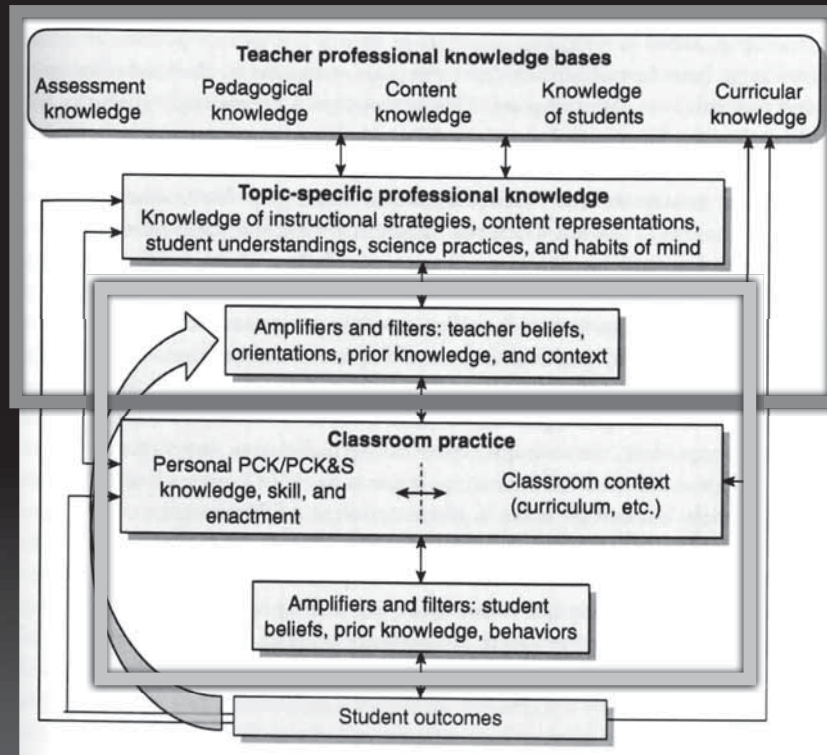 Teacher professional knowledge bases
Assessment knowledge
Pedagogical knowledge
Content knowledge
Knowledge of students
Curricular knowledge
Topic-specific professional knowledge
Knowledge of instructional strategies, content representations,
student understandings, science practices, and habits of mind
Amplifiers and filters: teacher beliefs,
orientations, prior knowledge, and context
Classroom practice
Personal PCK/PCK&S
knowledge, skill, and
enactment
Classroom context
(curriculum, etc.)
Amplifiers and filters: student
beliefs, prior knowledge, behaviors
Student outcomes